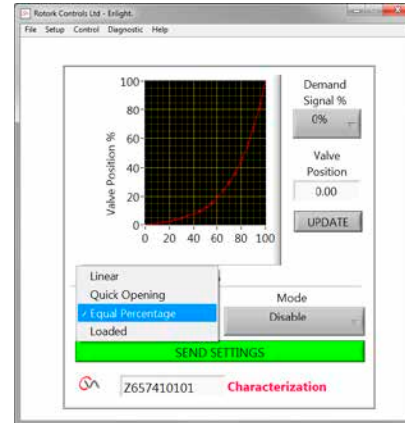 Rotork Controls Ltd - Enlight.
File Setup Control Diagnostic Help
100
80
60
40
20
0
Valve Position %
0 20 40 60 80 100
Demand
Signal %
0%
Valve
Position
0.00
UPDATE
Linear
Quick Opening
✓ Equal Percentage
Loaded
Mode
Disable
SEND SETTINGS
Z657410101
Characterization